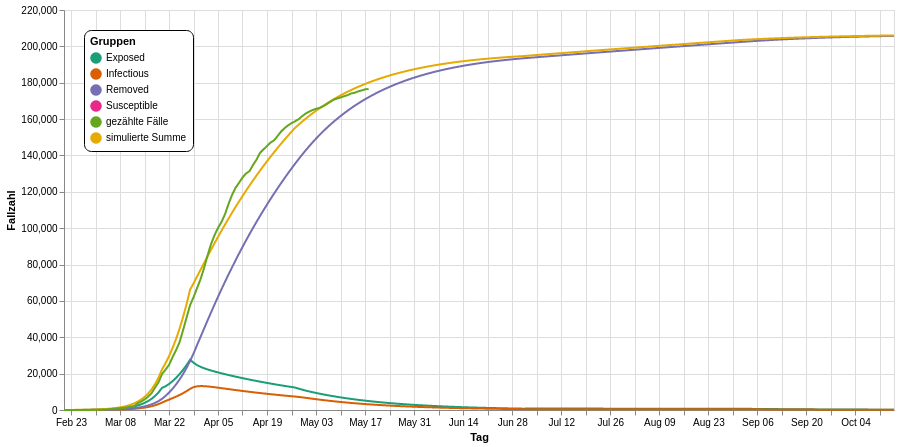 220,000
200,000
180,000
160,000
140,000
120,000
100,000
80,000
60,000
40,000
20,000
0
Fallzahl
Gruppen
Exposed
Infectious
Removed
Susceptible
gezählte Fälle
simulierte Summe
Feb 23 Mar 08 Mar 22 Apr 05 Apr 19 May 03 May 17 May 31 Jun 14 Jun 28 Jul 12 Jul 26 Aug 09 Aug 23 Sep 06 Sep 20 Oct 04
Tag